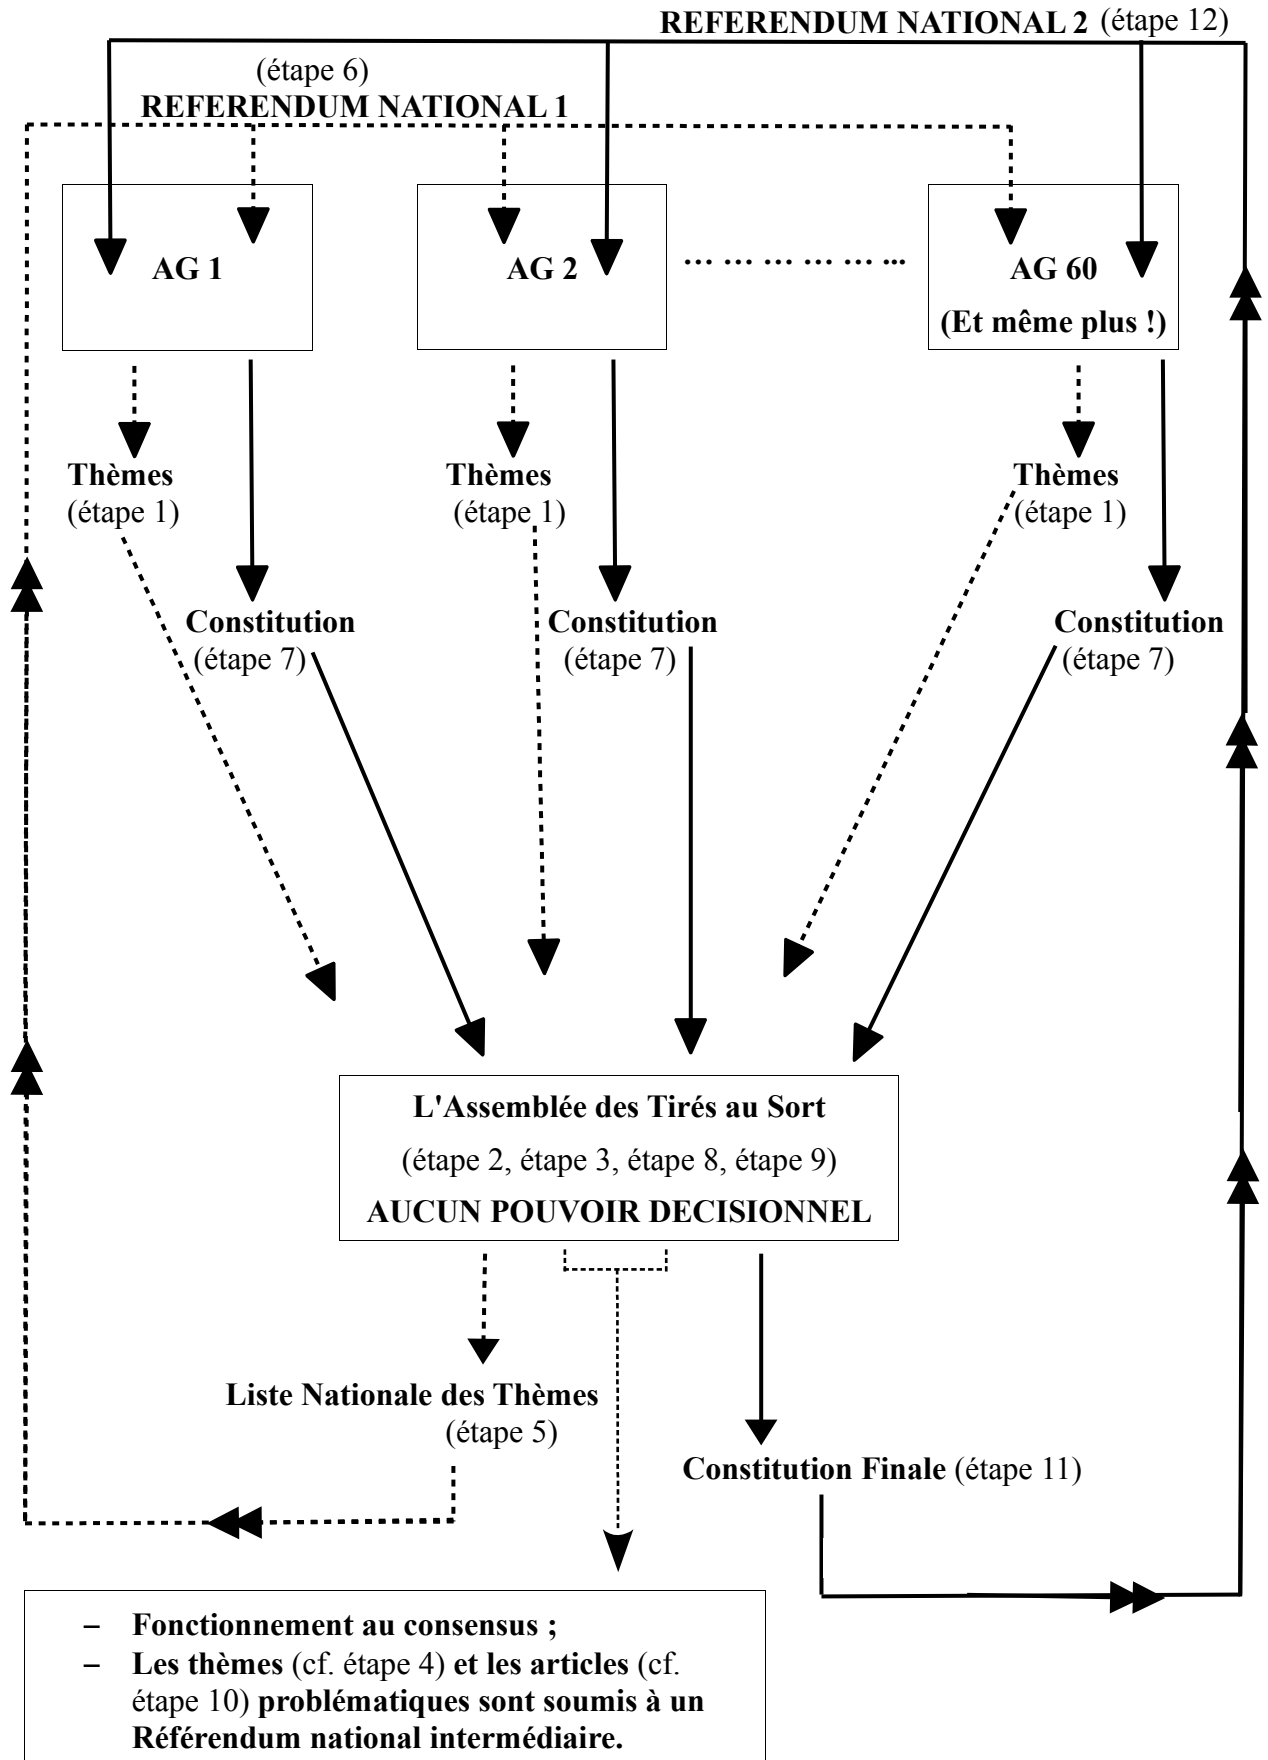 REFERENDUM NATIONAL 2 (étape 12)
(étape 6)
REFERENDUM NATIONAL 1
AG 1
AG 2
... ... ... ... ... ...
AG 60
(Et même plus !)
Thèmes
(étape 1)
Thèmes
(étape 1)
Thèmes
(étape 1)
Constitution
(étape 7)
Constitution
(étape 7)
Constitution
(étape 7)
L'Assemblée des Tirés au Sort
(étape 2, étape 3, étape 8, étape 9)
AUCUN POUVOIR DECISIONNEL
Liste Nationale des Thèmes
(étape 5)
Constitution Finale (étape 11)
– Fonctionnement au consensus ;
– Les thèmes (cf. étape 4) et les articles (cf.
étape 10) problématiques sont soumis à un
Référendum national intermédiaire.